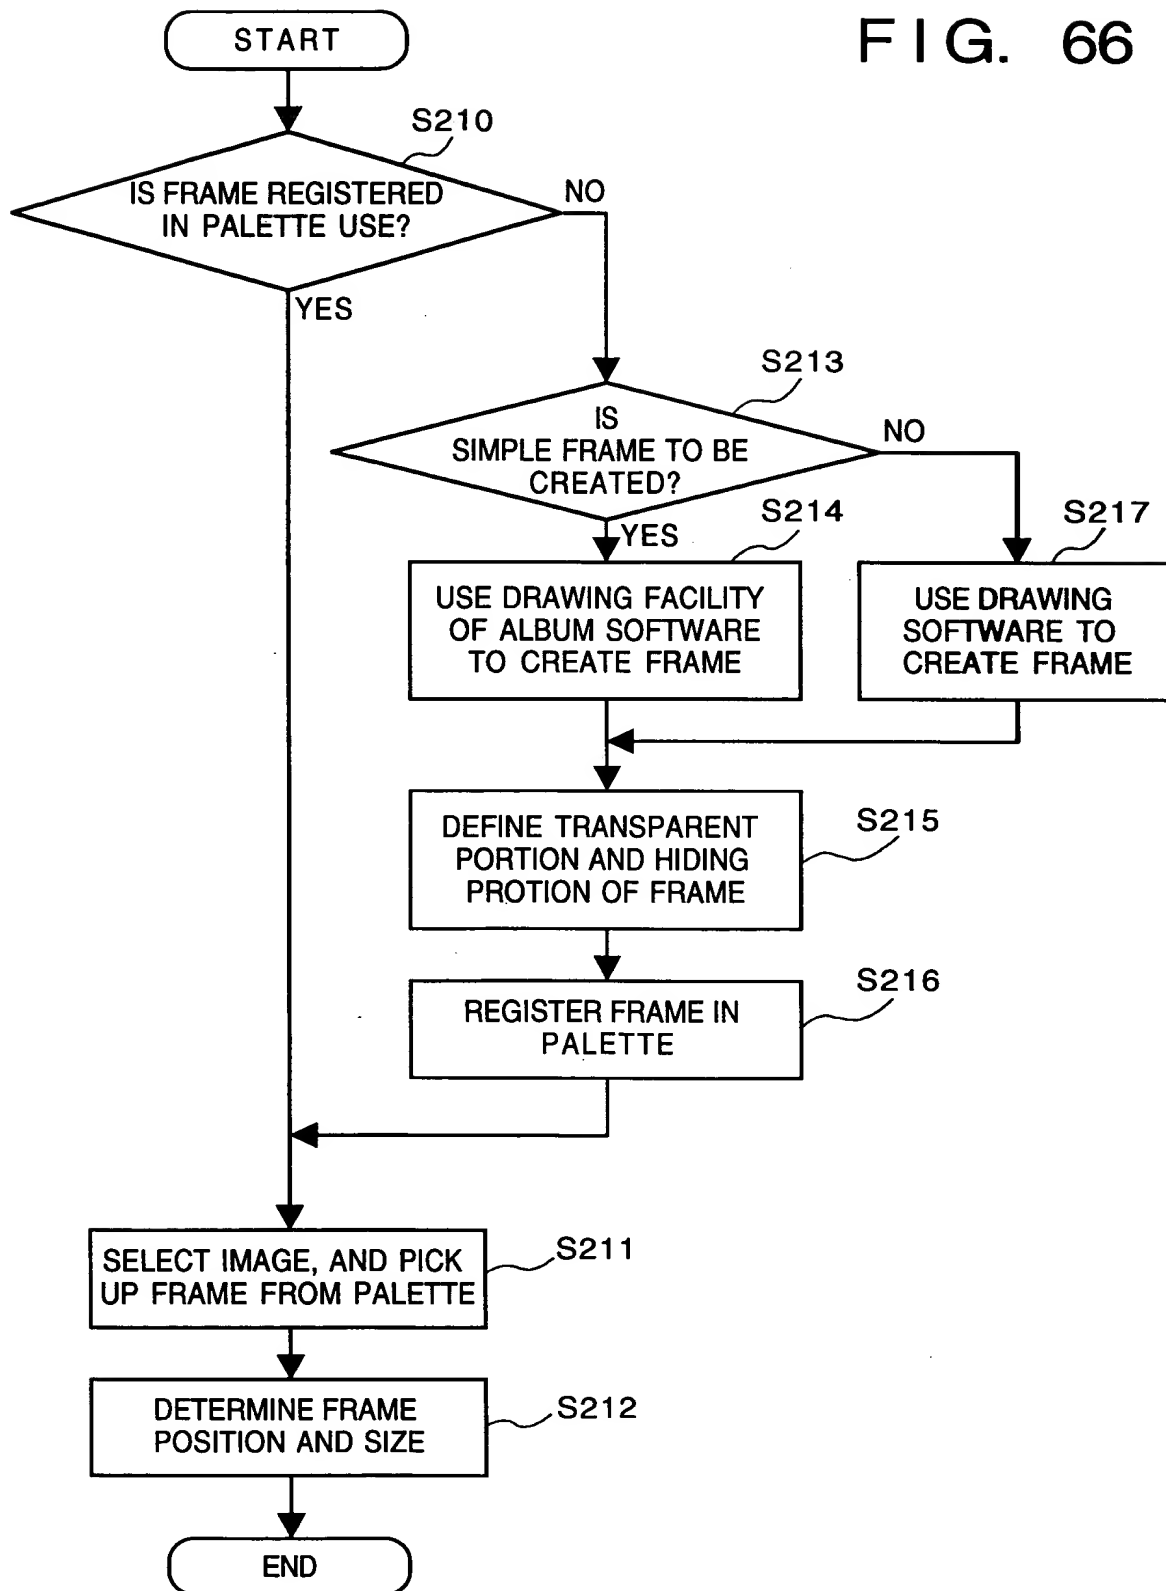 FIG. 66
START
S210
IS FRAME REGISTERED
IN PALETTE USE?
NO
YES
S213
IS
SIMPLE FRAME TO BE
CREATED?
NO
YES
S214
USE DRAWING FACILITY
OF ALBUM SOFTWARE
TO CREATE FRAME
S217
USE DRAWING
SOFTWARE TO
CREATE FRAME
S215
DEFINE TRANSPARENT
PORTION AND HIDING
PROTION OF FRAME
S216
REGISTER FRAME IN
PALETTE
S211
SELECT IMAGE, AND PICK
UP FRAME FROM PALETTE
S212
DETERMINE FRAME
POSITION AND SIZE
END